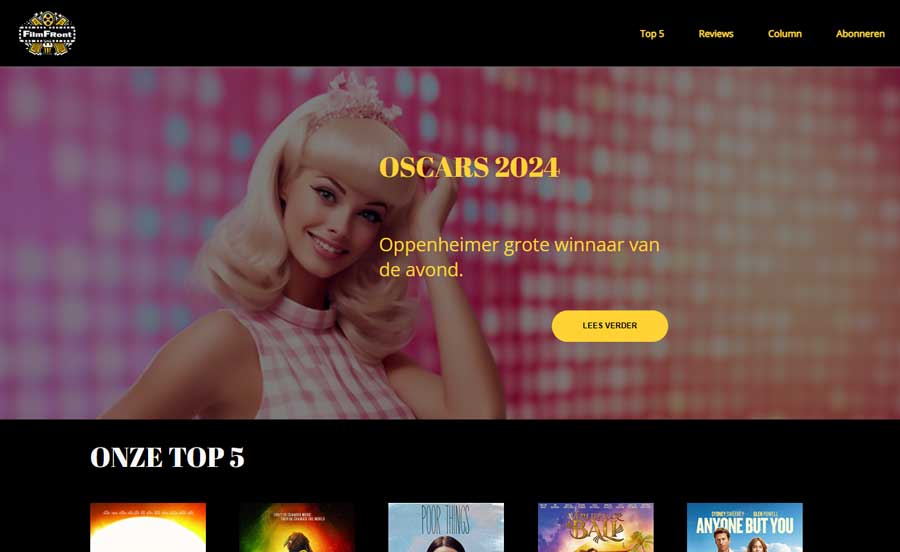 FilmFRont
Top 5
Reviews
Column
Abonneren
OSCARS 2024
Oppenheimer grote winnaar van
de avond.
LEES VERDER
ONZE TOP 5
POOR THINGS
BALE
SYDNEY SWEENEY GLEN POWELL
ANYONE BUT YOU